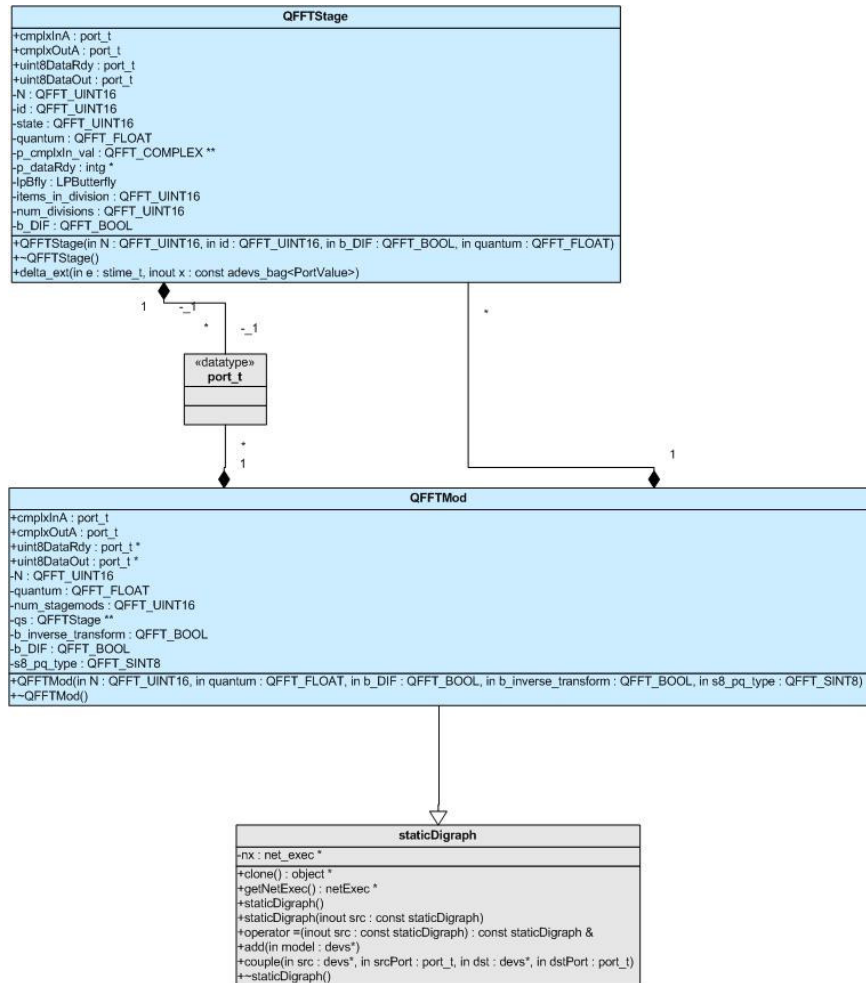 QFFTStage
+cmplxInA : port_t
+cmplxOutA : port_t
+uint8DataRdy : port_t
+uint8DataOut : port_t
-N : QFFT_UINT16
-id : QFFT_UINT16
-state : QFFT_UINT16
-quantum : QFFT_FLOAT
-p_cmplxIn_val : QFFT_COMPLEX **
-p_dataRdy : intg *
-lpBfly : LPButterfly
-items_in_division : QFFT_UINT16
-num_divisions : QFFT_UINT16
-b_DIF : QFFT_BOOL
+QFFTStage(in N : QFFT_UINT16, in id : QFFT_UINT16, in b_DIF : QFFT_BOOL, in quantum : QFFT_FLOAT)
+~QFFTStage()
+delta_ext(in e : stime_t, inout x : const adevs_bag<PortValue>)
1
-_1
*
*
-_1
«datatype»
port_t
*
1
1
QFFTMod
+cmplxInA : port_t
+cmplxOutA : port_t
+uint8DataRdy : port_t *
+uint8DataOut : port_t *
-N : QFFT_UINT16
-quantum : QFFT_FLOAT
-num_stagemods : QFFT_UINT16
-qs : QFFTStage **
-b_inverse_transform : QFFT_BOOL
-b_DIF : QFFT_BOOL
-s8_pq_type : QFFT_SINT8
+QFFTMod(in N : QFFT_UINT16, in quantum : QFFT_FLOAT, in b_DIF : QFFT_BOOL, in b_inverse_transform : QFFT_BOOL, in s8_pq_type : QFFT_SINT8)
+~QFFTMod()
staticDigraph
-nx : net_exec *
+clone() : object *
+getNetExec() : netExec *
+staticDigraph()
+staticDigraph(inout src : const staticDigraph)
+operator =(inout src : const staticDigraph) : const staticDigraph &
+add(in model : devs*)
+couple(in src : devs*, in srcPort : port_t, in dst : devs*, in dstPort : port_t)
+~staticDigraph()